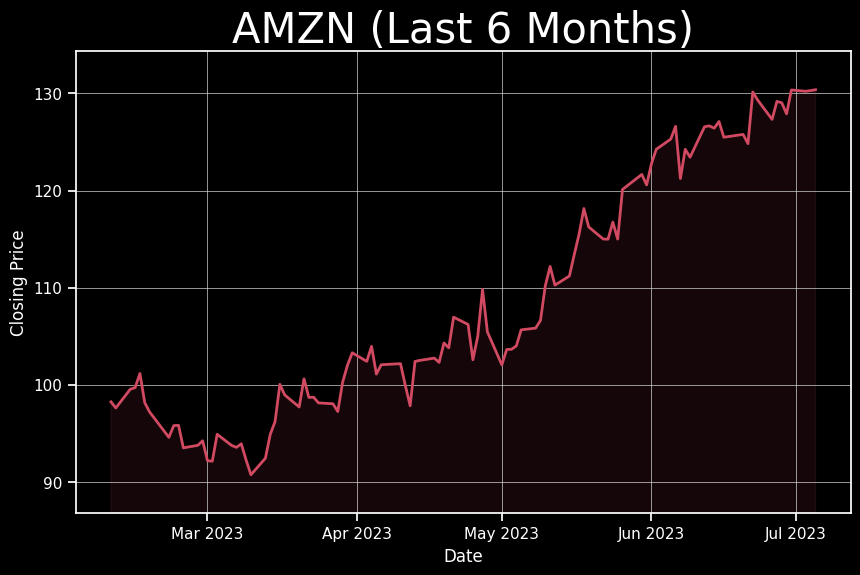 AMZN (Last 6 Months)
130
120
110
100
90
Closing Price
Mar 2023
Apr 2023
May 2023
Jun 2023
Jul 2023
Date